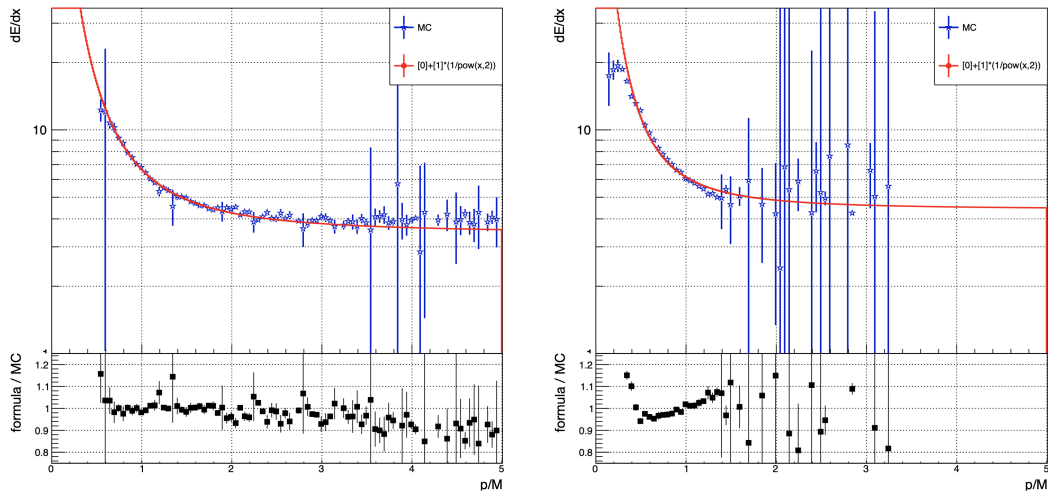 dE/dx
MC
[0]+[1]*(1/pow(x,2))
10
1
formula / MC
1.2
1.1
1
0.9
0.8
0 1 2 3 4 5
p/M
dE/dx
MC
[0]+[1]*(1/pow(x,2))
10
1
formula / MC
1.2
1.1
1
0.9
0.8
0 1 2 3 4 5
p/M